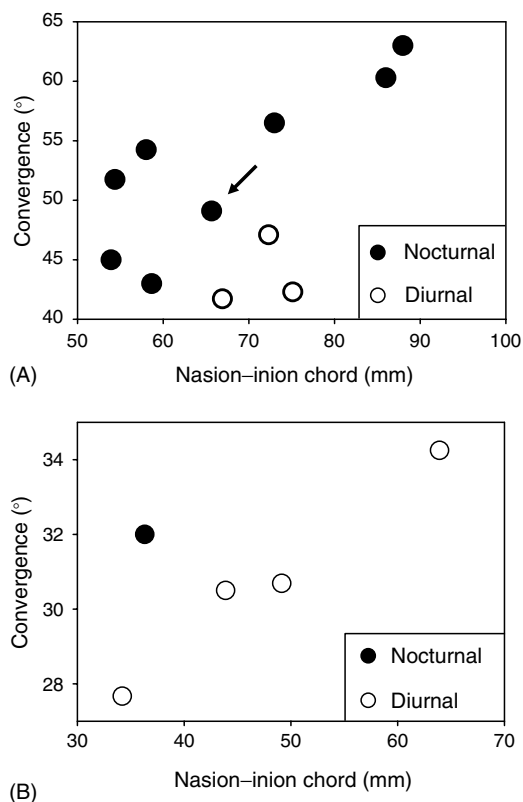 65
60
55
50
45
40
Convergence (°)
50 60 70 80 90 100
Nocturnal
Diurnal
(A)
Nasion–inion chord (mm)
34
32
30
28
Convergence (°)
30 40 50 60 70
Nocturnal
Diurnal
(B)
Nasion–inion chord (mm)